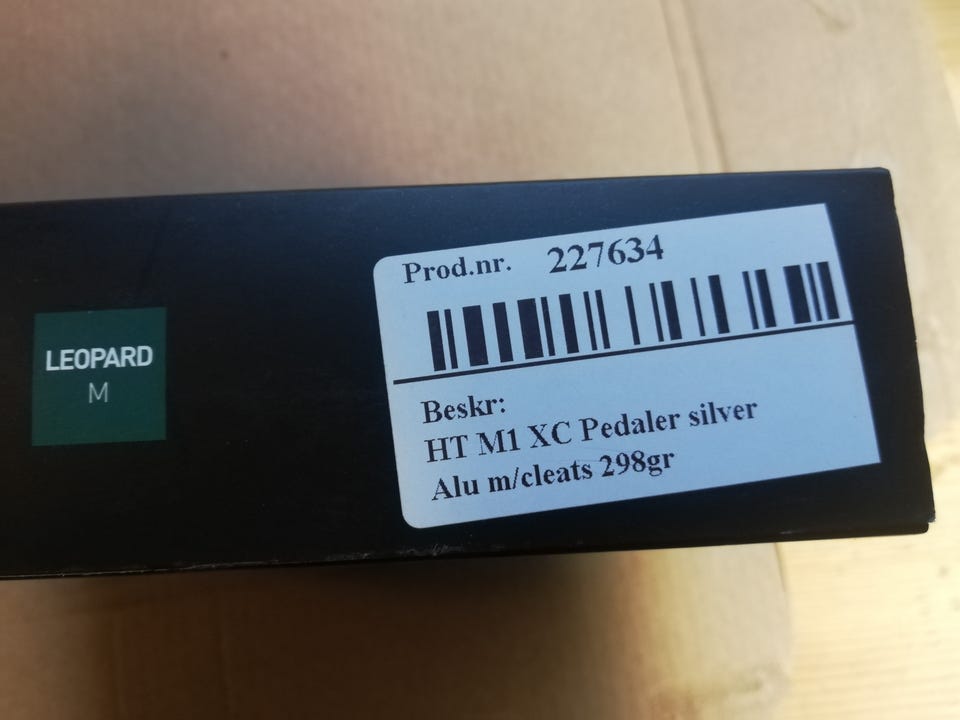 LEOPARD
M
Prod.nr. 227634
Beskr:
HT M1 XC Pedaler silver
Alu m/cleats 298gr